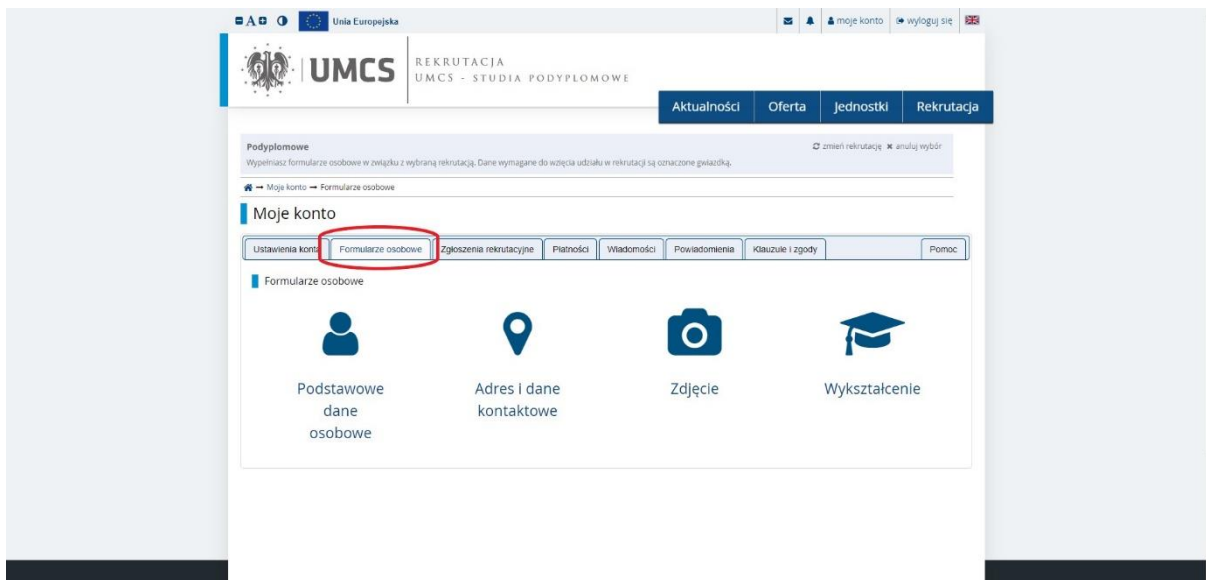 A Unia Europejska moje konto wyloguj się
UMCS
REKRUTACJA
UMCS - STUDIA PODYPLOMOWE
Aktualności Oferta Jednostki Rekrutacja
Podyplomowe zmień rekrutację anuluj wybór
Wypełniasz formularze osobowe w związku z wybraną rekrutacją. Dane wymagane do wzięcia udziału w rekrutacji są oznaczone gwiazdką.
→ Moje konto → Formularze osobowe
Moje konto
Ustawienia konta Formularze osobowe Zgłoszenia rekrutacyjne Płatności Wiadomości Powiadomienia Klauzule i zgody Pomoc
Formularze osobowe
Podstawowe
dane
osobowe
Adres i dane
kontaktowe
Zdjęcie
Wykształcenie